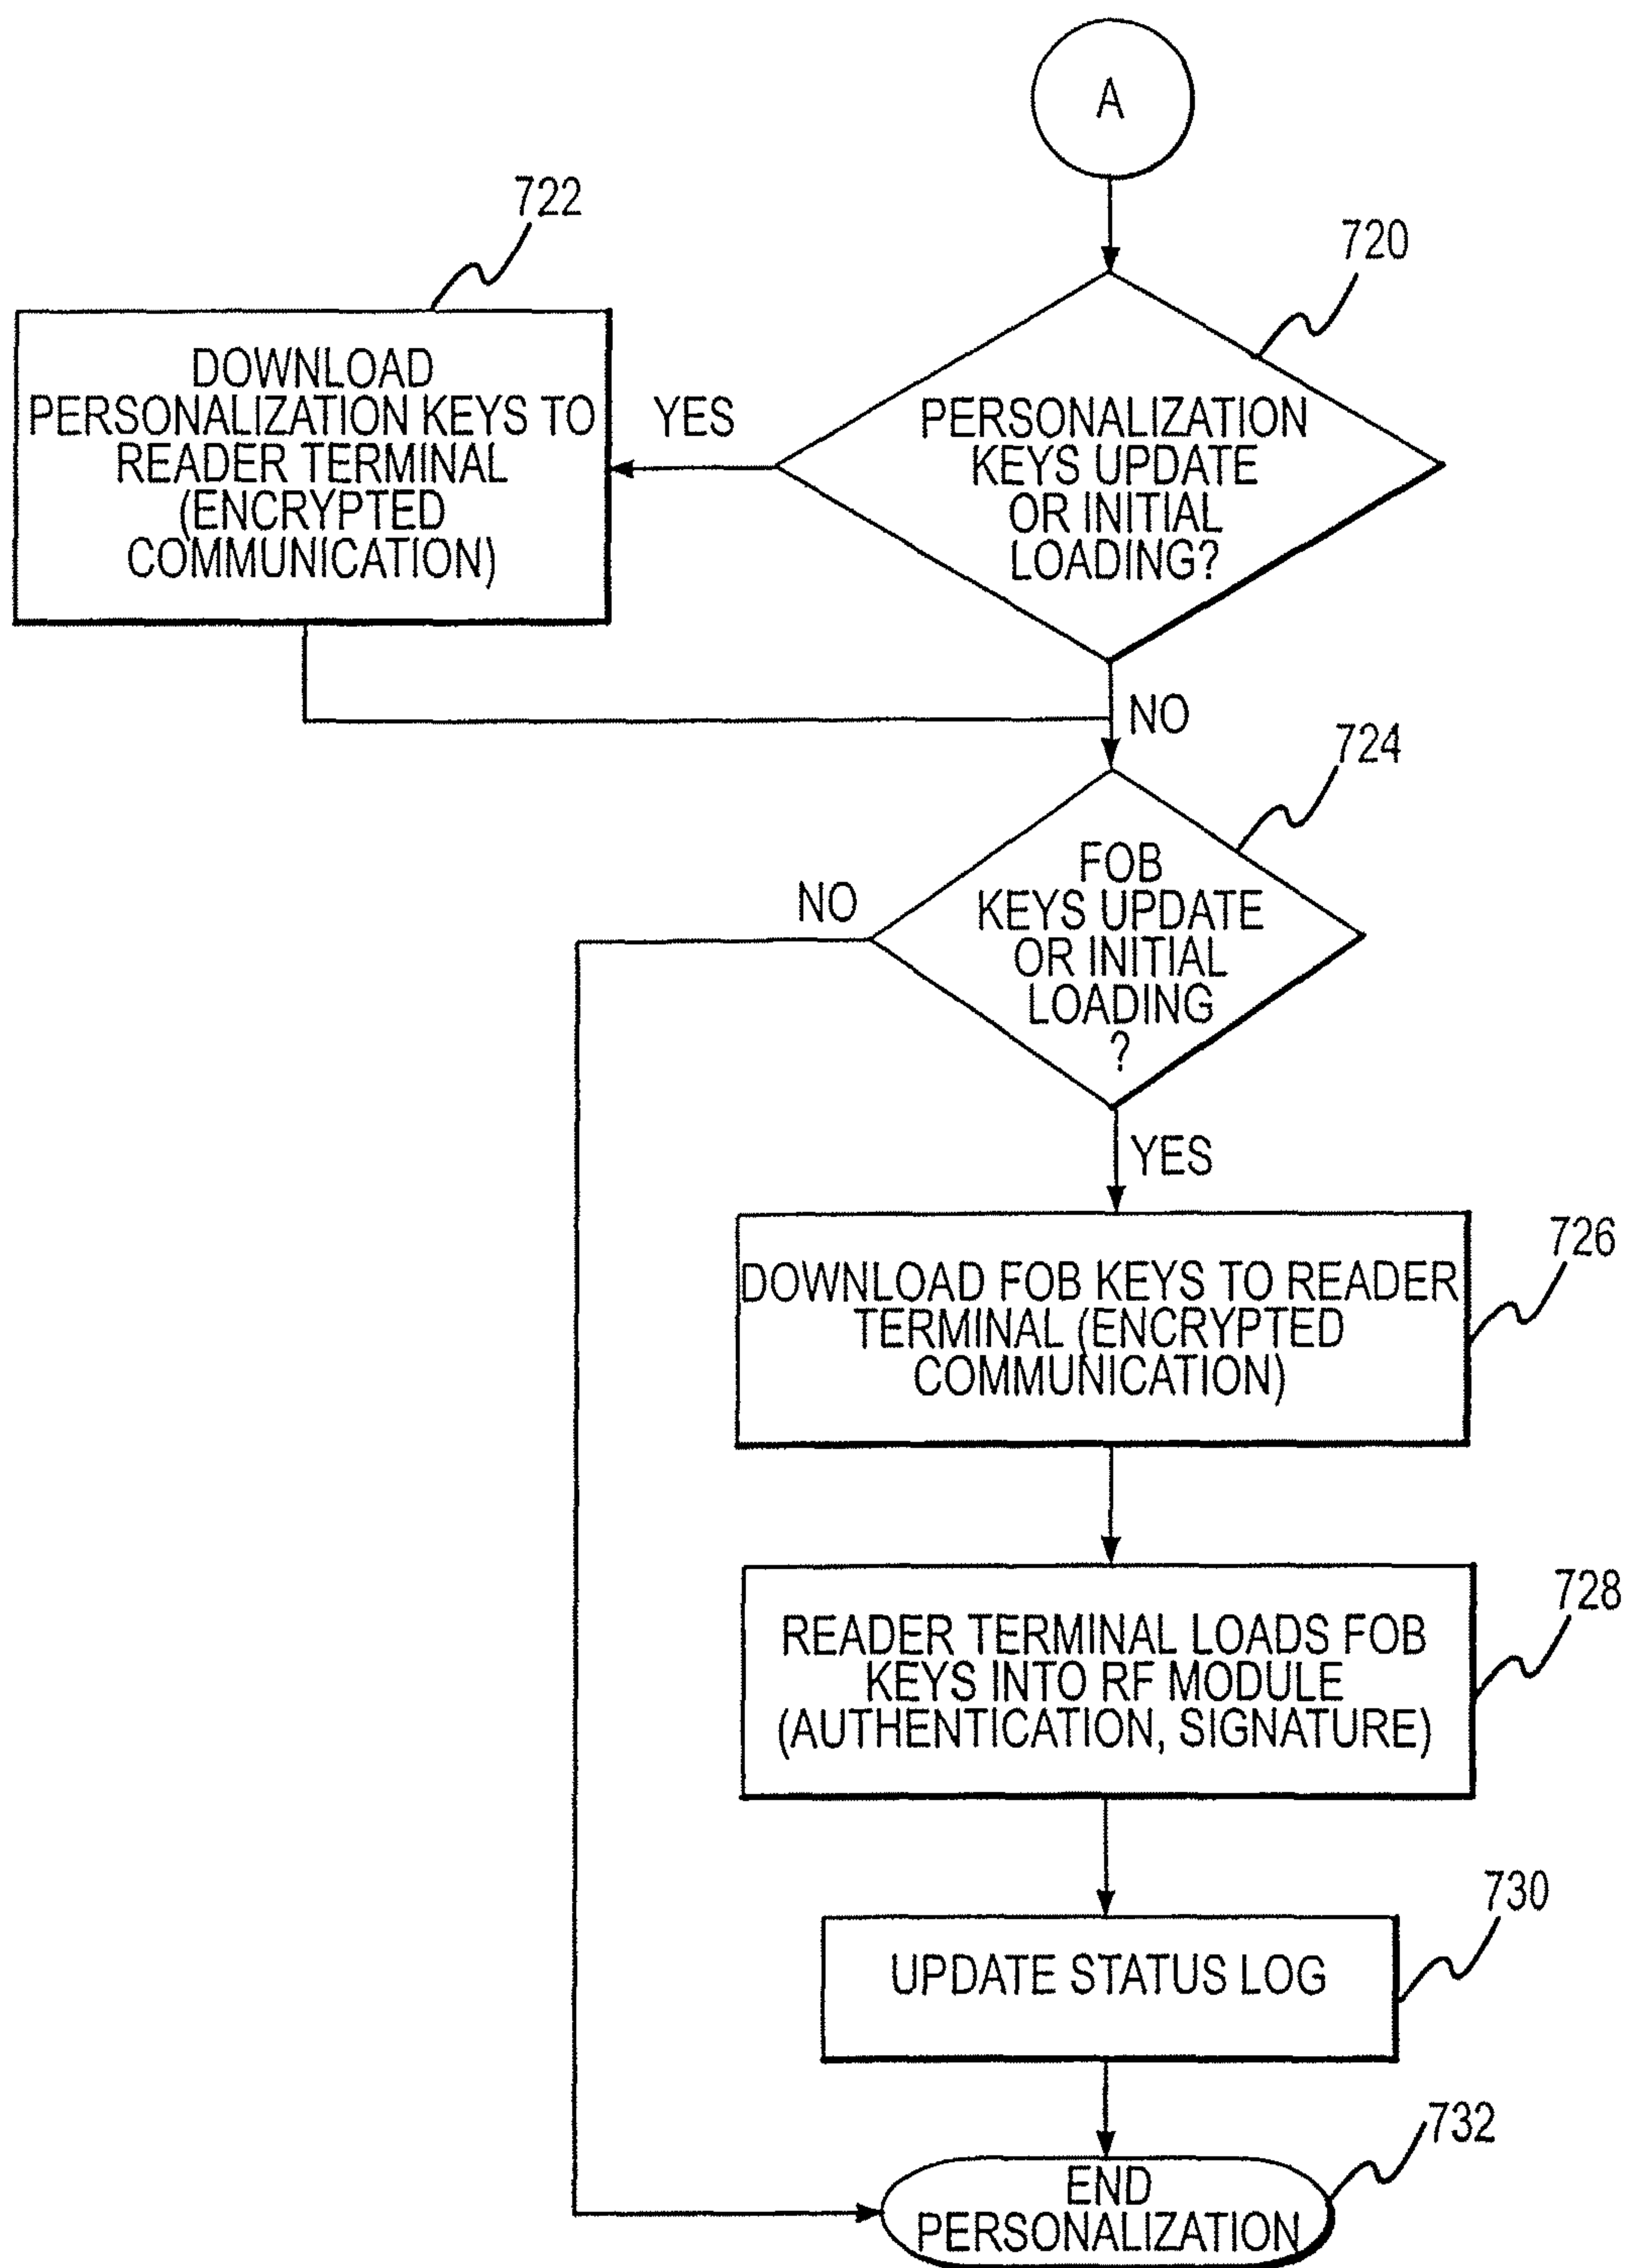 A
722
720
DOWNLOAD
PERSONALIZATION KEYS TO
READER TERMINAL
(ENCRYPTED
COMMUNICATION)
YES
PERSONALIZATION
KEYS UPDATE
OR INITIAL
LOADING?
NO
724
NO
FOB
KEYS UPDATE
OR INITIAL
LOADING
?
YES
726
DOWNLOAD FOB KEYS TO READER
TERMINAL (ENCRYPTED
COMMUNICATION)
728
READER TERMINAL LOADS FOB
KEYS INTO RF MODULE
(AUTHENTICATION, SIGNATURE)
730
UPDATE STATUS LOG
732
END
PERSONALIZATION